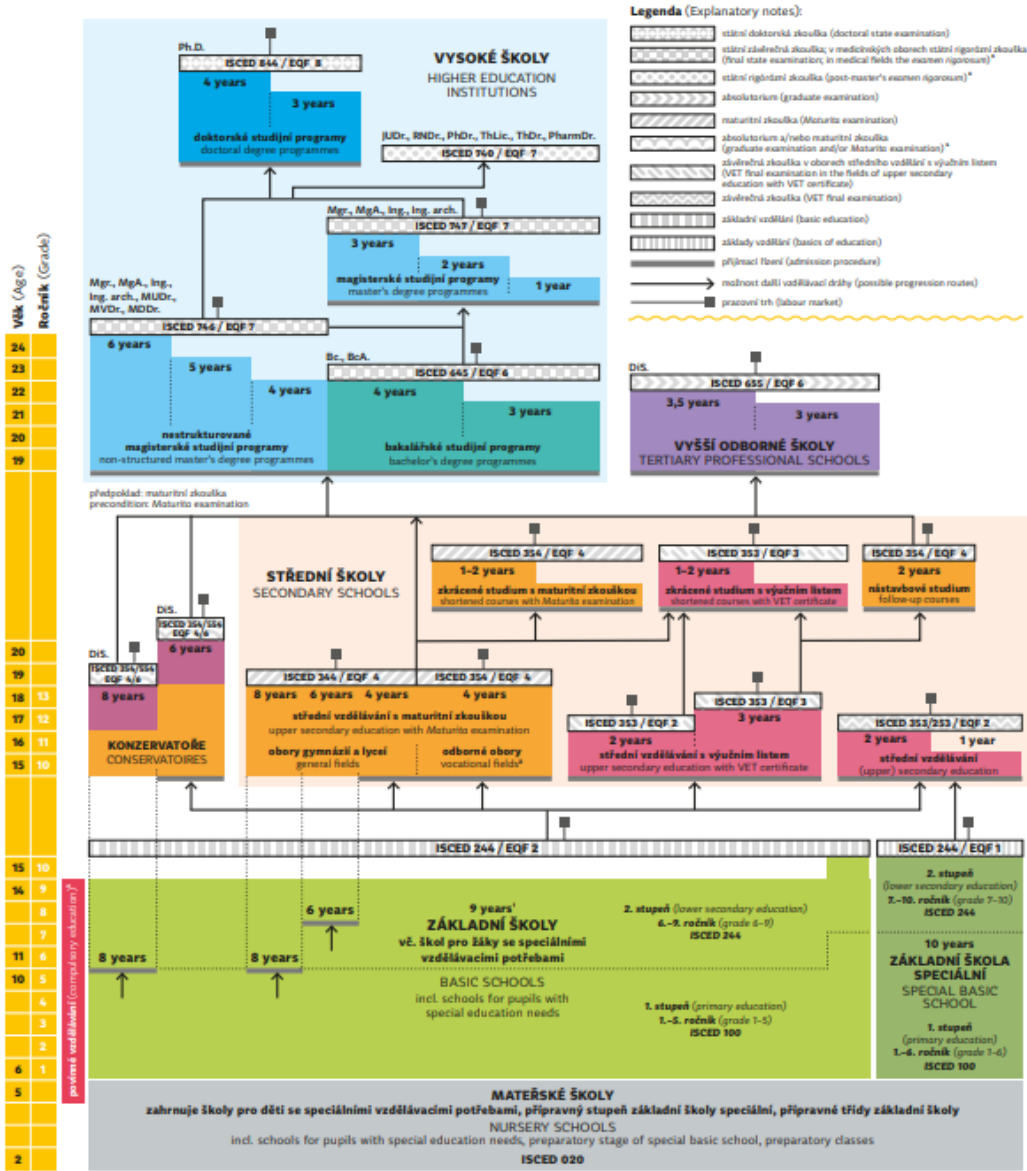 Legenda (Explanatory notes):
státní doktorská zkouška (doctoral state examination)
státní závěrečná zkouška; v medicínských oborech státní rigorózní zkouška
(final state examination; in medical fields the examen rigorosum)
státní rigórózní zkouška (post-master's examen rigorosum)
absolutorium (graduate examination)
maturitní zkouška (Maturita examination)
absolutorium a/nebo maturitní zkouška
(graduate examination and/or Maturita examination)
závěrečná zkouška v oborech středního vzdělání s výučním listem
(VET final examination in the fields of upper secondary
education with VET certificate)
závěrečná zkouška (VET final examination)
základní vzdělání (basic education)
základy vzdělání (basics of education)
přijímací řízení (admission procedure)
možnost další vzdělávací dráhy (possible progression routes)
pracovní trh (labour market)
VYSOKÉ ŠKOLY
HIGHER EDUCATION
INSTITUTIONS
Ph.D.
ISCED 844 / EQF 8
4 years
3 years
doktorské studijní programy
doctoral degree programmes
JUDr., RNDr., PhDr., ThLic., ThDr., PharmDr.
ISCED 740 / EQF 7
Mgr., MgA., Ing., Ing. arch.
ISCED 747 / EQF 7
3 years
2 years
1 year
magisterské studijní programy
master's degree programmes
Mgr., MgA., Ing.,
Ing. arch., MUDr.,
MVDr., MDDr.
ISCED 746 / EQF 7
6 years
5 years
4 years
nestrukturované
magisterské studijní programy
non-structured master's degree programmes
Bc., BcA.
ISCED 645 / EQF 6
4 years
3 years
bakalářské studijní programy
bachelor's degree programmes
DiS.
ISCED 655 / EQF 6
3,5 years
3 years
VYŠŠÍ ODBORNÉ ŠKOLY
TERTIARY PROFESSIONAL SCHOOLS
předpoklad: maturitní zkouška
precondition: Maturita examination
Věk (Age)
Ročník (Grade)
24
23
22
21
20
19
20
19
18 13
17 12
16 11
15 10
15 10
14 9
8
7
11 6
10 5
4
3
2
6 1
5
2
povinné vzdělávání (compulsory education)
STŘEDNÍ ŠKOLY
SECONDARY SCHOOLS
ISCED 354 / EQF 4
1–2 years
zkrácené studium s maturitní zkouškou
shortened courses with Maturita examination
ISCED 353 / EQF 3
1–2 years
zkrácené studium s výučním listem
shortened courses with VET certificate
ISCED 354 / EQF 4
2 years
nástavbové studium
follow-up courses
DiS.
ISCED 354/554
EQF 4/6
6 years
DiS.
ISCED 354/554
EQF 4/6
8 years
KONZERVATOŘE
CONSERVATOIRES
ISCED 344 / EQF 4
ISCED 354 / EQF 4
8 years 6 years 4 years
4 years
střední vzdělávání s maturitní zkouškou
upper secondary education with Maturita examination
obory gymnázií a lyceí
general fields
odborné obory
vocational fields
ISCED 353 / EQF 2
2 years
ISCED 353 / EQF 3
3 years
střední vzdělávání s výučním listem
upper secondary education with VET certificate
ISCED 353/253 / EQF 2
2 years
1 year
střední vzdělávání
(upper) secondary education
ISCED 244 / EQF 2
ISCED 244 / EQF 1
8 years
8 years
6 years
9 years¹
ZÁKLADNÍ ŠKOLY
vč. škol pro žáky se speciálními
vzdělávacími potřebami
BASIC SCHOOLS
incl. schools for pupils with
special education needs
2. stupeň (lower secondary education)
6.–9. ročník (grade 6–9)
ISCED 244
1. stupeň (primary education)
1.–5. ročník (grade 1–5)
ISCED 100
2. stupeň
(lower secondary education)
7.–10. ročník (grade 7–10)
ISCED 244
10 years
ZÁKLADNÍ ŠKOLA
SPECIÁLNÍ
SPECIAL BASIC
SCHOOL
1. stupeň
(primary education)
1.–6. ročník (grade 1–6)
ISCED 100
MATEŘSKÉ ŠKOLY
zahrnuje školy pro děti se speciálními vzdělávacími potřebami, přípravný stupeň základní školy speciální, přípravné třídy základní školy
NURSERY SCHOOLS
incl. schools for pupils with special education needs, preparatory stage of special basic school, preparatory classes
ISCED 020